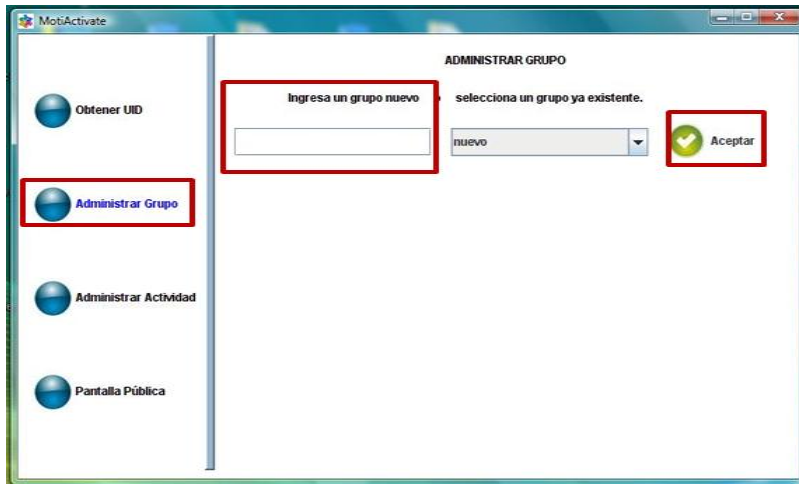 MotiActivate
ADMINISTRAR GRUPO
Ingresa un grupo nuevo selecciona un grupo ya existente.
nuevo
Aceptar
Obtener UID
Administrar Grupo
Administrar Actividad
Pantalla Pública